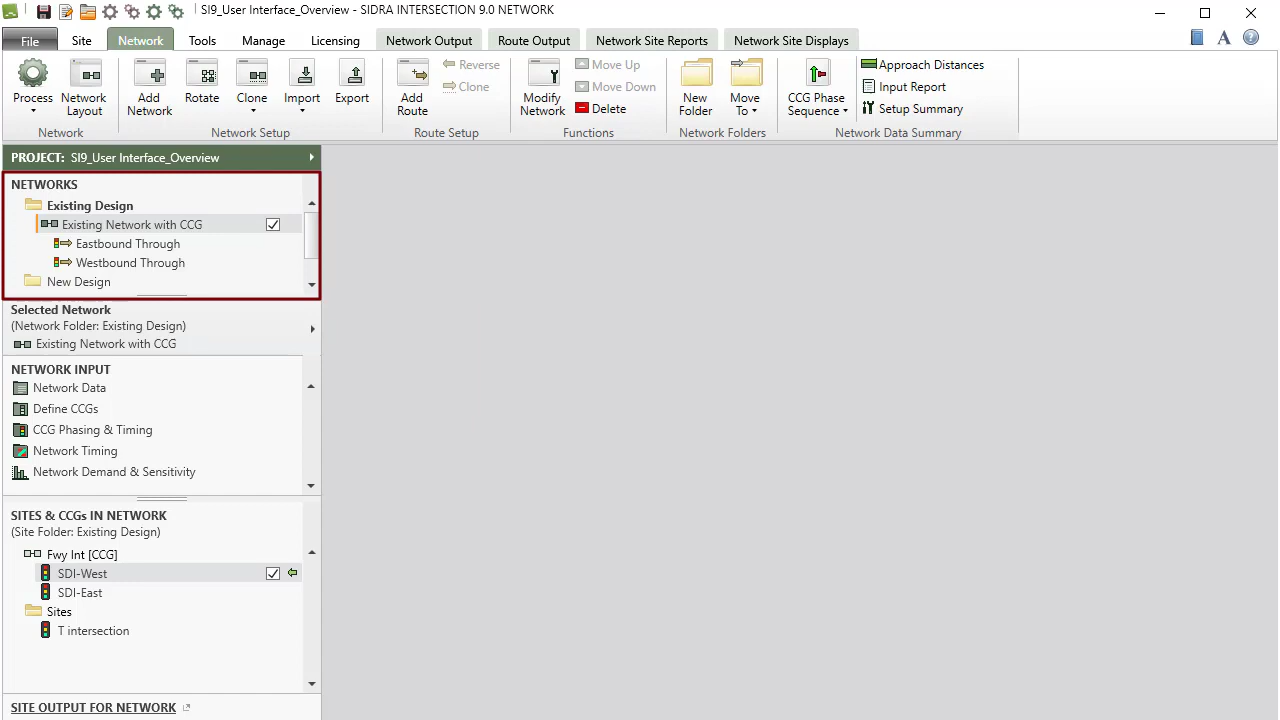 SI9_User Interface_Overview - SIDRA INTERSECTION 9.0 NETWORK
File Site Network Tools Manage Licensing Network Output Route Output Network Site Reports Network Site Displays
Process
Network Layout
Network
Add Network
Rotate
Clone
Import
Export
Network Setup
Add Route
Reverse
Clone
Route Setup
Modify Network
Move Up
Move Down
Delete
Functions
New Folder
Move To
Network Folders
CCG Phase Sequence
Approach Distances
Input Report
Setup Summary
Network Data Summary
PROJECT: SI9_User Interface_Overview
NETWORKS
Existing Design
Existing Network with CCG
Eastbound Through
Westbound Through
New Design
Selected Network
(Network Folder: Existing Design)
Existing Network with CCG
NETWORK INPUT
Network Data
Define CCGs
CCG Phasing & Timing
Network Timing
Network Demand & Sensitivity
SITES & CCGs IN NETWORK
(Site Folder: Existing Design)
Fwy Int [CCG]
SDI-West
SDI-East
Sites
T intersection
SITE OUTPUT FOR NETWORK